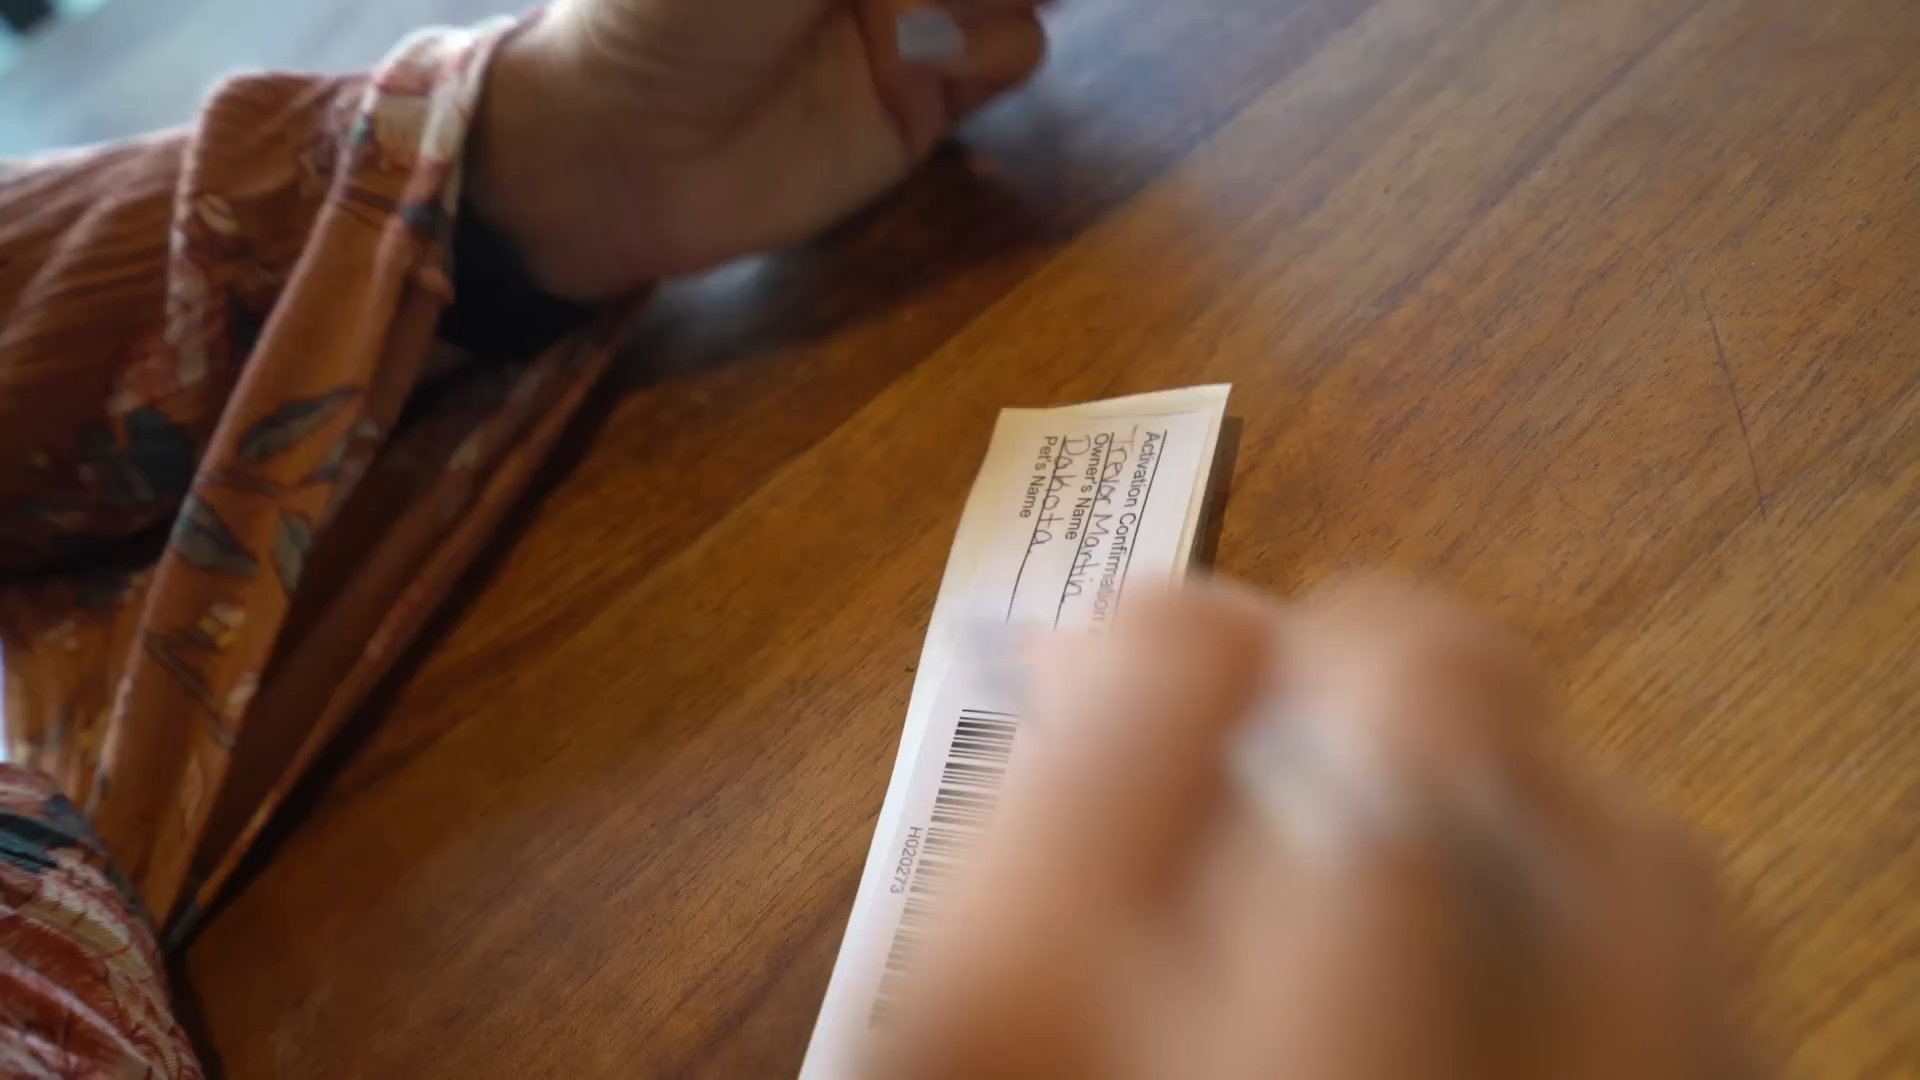 Activation Confirmation
Trevor Martin
Owner's Name
Dakota
Pet's Name
H020273